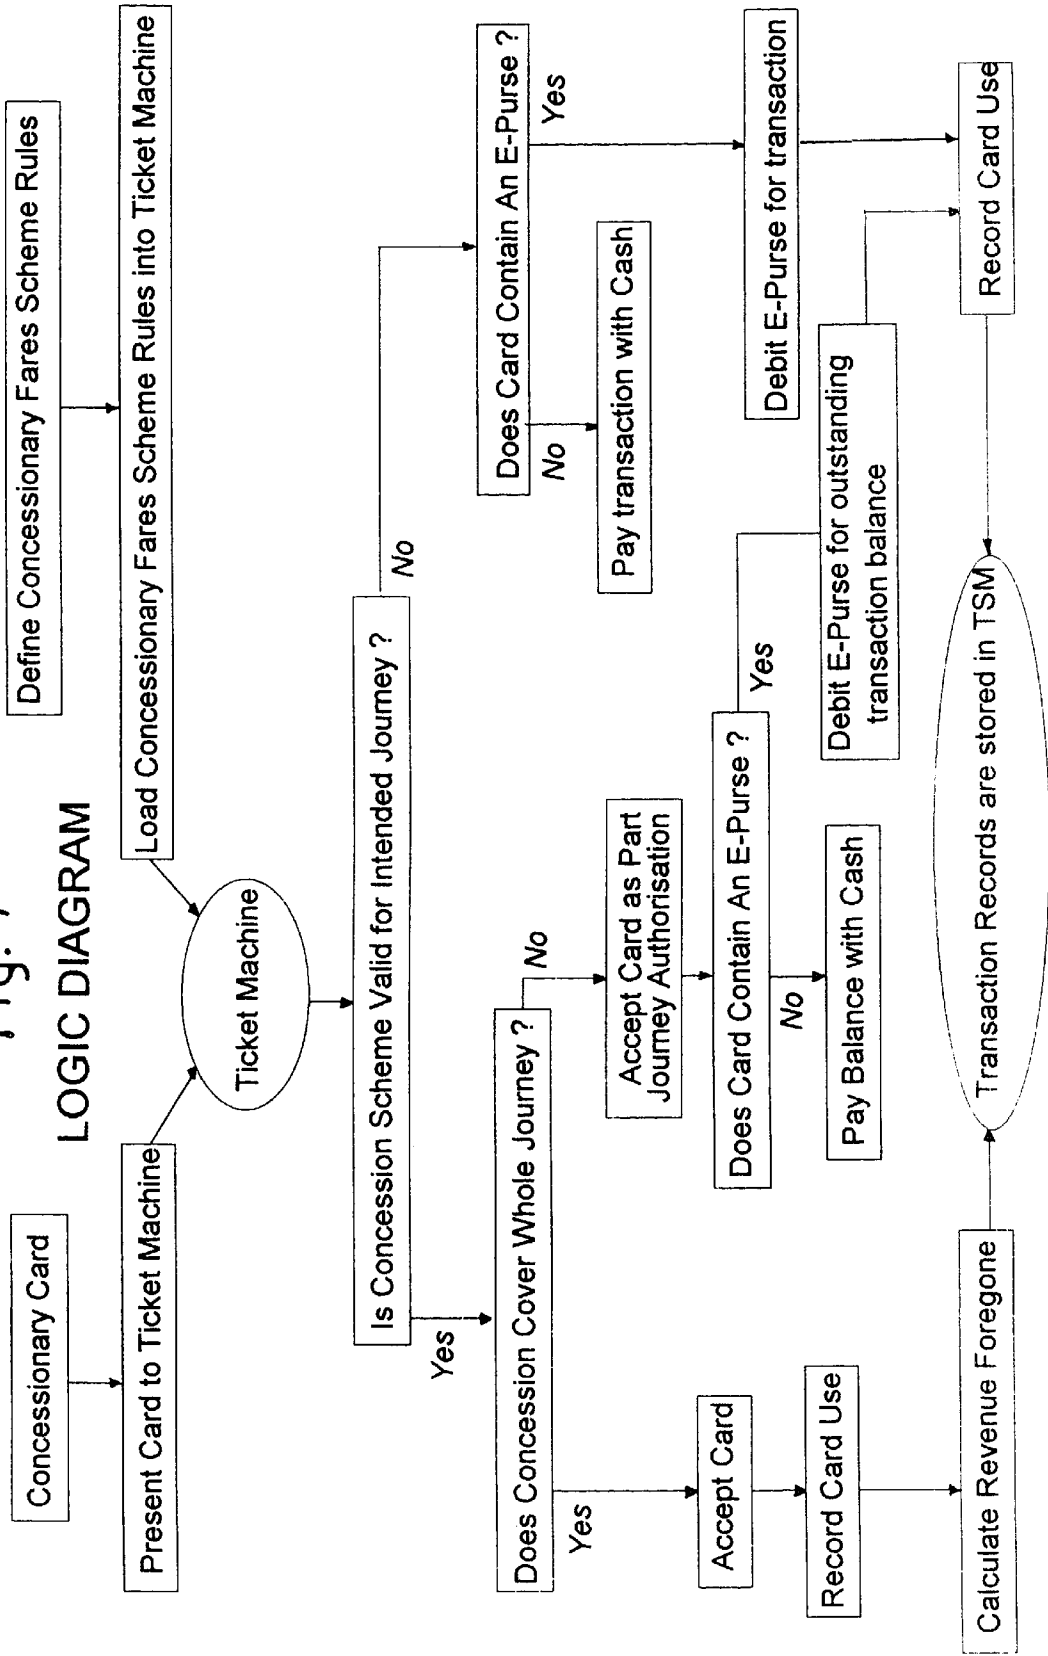 Fig. 7
LOGIC DIAGRAM
Concessionary Card
Define Concessionary Fares Scheme Rules
Present Card to Ticket Machine
Load Concessionary Fares Scheme Rules into Ticket Machine
Ticket Machine
Is Concession Scheme Valid for Intended Journey ?
Yes
No
Does Concession Cover Whole Journey ?
Does Card Contain An E-Purse ?
Yes
No
No
Yes
Accept Card as Part
Journey Authorisation
Pay transaction with Cash
Accept Card
Does Card Contain An E-Purse ?
Debit E-Purse for transaction
No
Yes
Record Card Use
Pay Balance with Cash
Debit E-Purse for outstanding
transaction balance
Calculate Revenue Foregone
Transaction Records are stored in TSM
Record Card Use